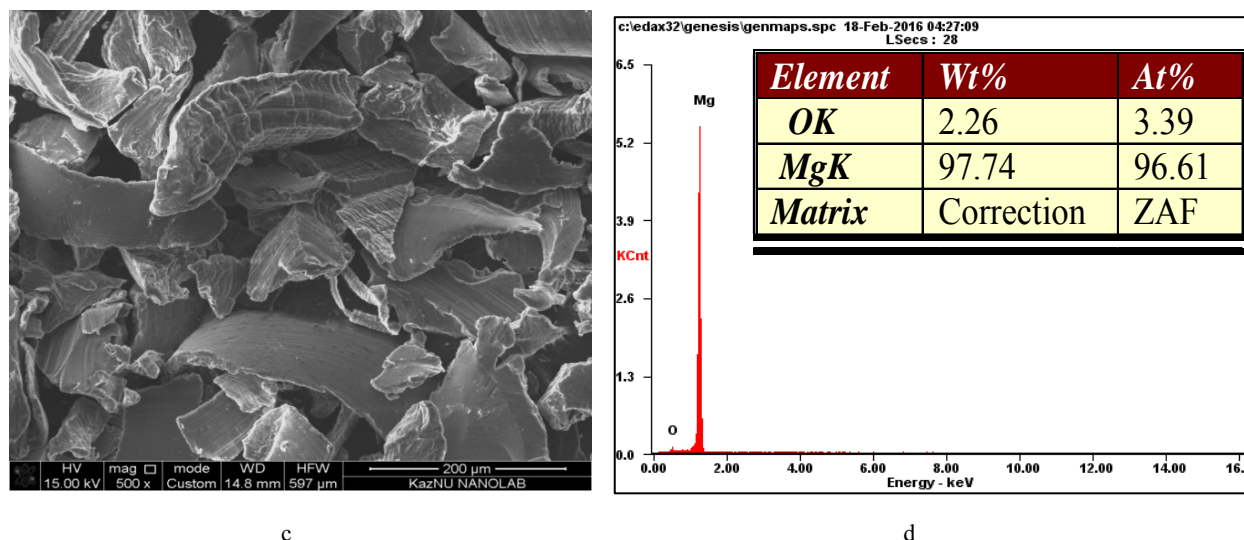 c:\edax32\genesis\genmaps.spc 18-Feb-2016 04:27:09
LSecs : 28
Element Wt% At%
OK 2.26 3.39
MgK 97.74 96.61
Matrix Correction ZAF
6.5
5.2
3.9
KCnt
2.6
1.3
0.0
Mg
O
0.00 2.00 4.00 6.00 8.00 10.00 12.00 14.00 16.
Energy - keV
HV mag mode WD HFW 200 µm
15.00 kV 500 x Custom 14.8 mm 597 µm KazNU NANOLAB
c d